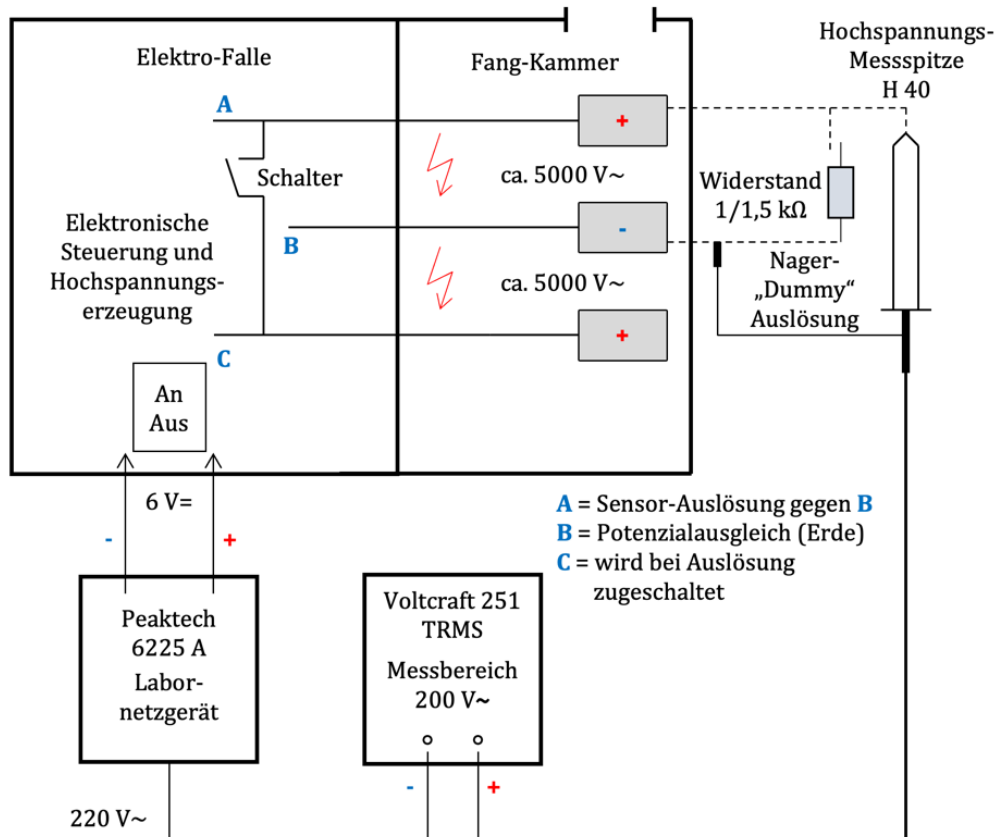 Elektro-Falle
Fang-Kammer
Hochspannungs-
Messspitze
H 40
A
+
Schalter
ca. 5000 V~
Widerstand
1/1,5 kΩ
Elektronische
Steuerung und
Hochspannungs-
erzeugung
B
-
ca. 5000 V~
Nager-
„Dummy“
Auslösung
C
+
An
Aus
6 V=
-
+
A = Sensor-Auslösung gegen B
B = Potenzialausgleich (Erde)
C = wird bei Auslösung
zugeschaltet
Peaktech
6225 A
Labor-
netzgerät
220 V~
Voltcraft 251
TRMS
Messbereich
200 V~
-
+